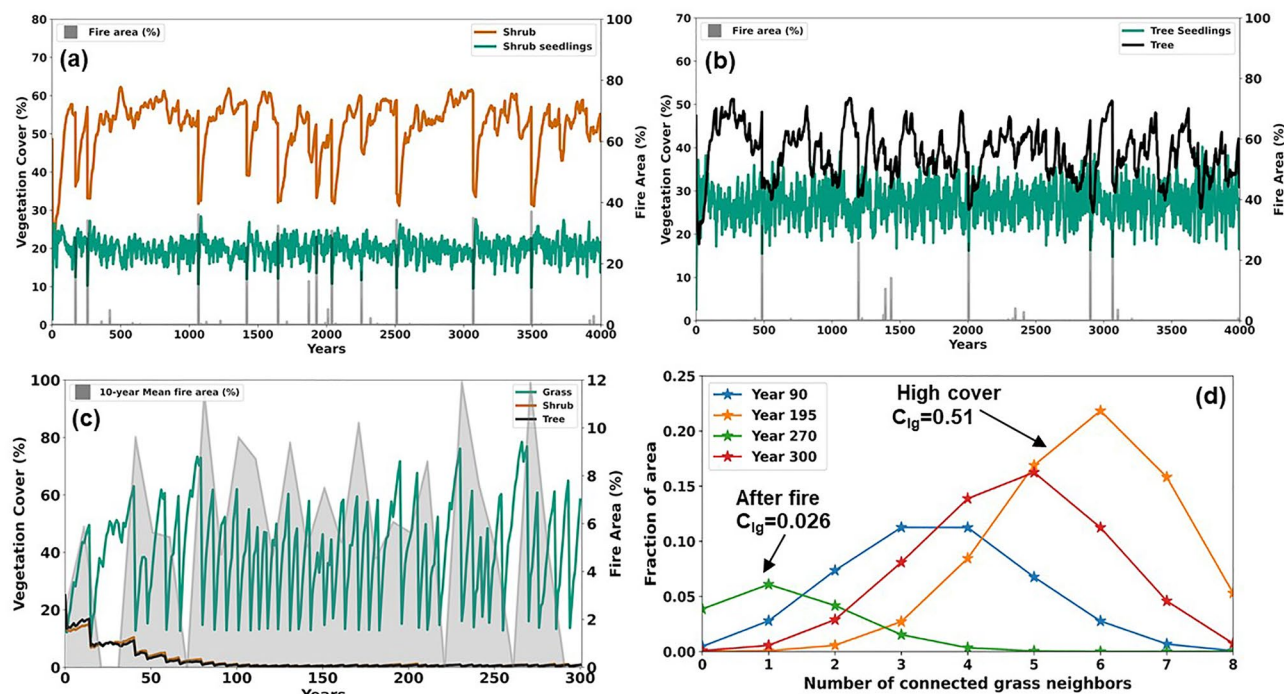 80
70
60
50
40
30
20
10
0
Vegetation Cover (%)
Fire area (%)
(a)
Shrub
Shrub seedlings
100
80
60
40
20
0
Fire Area (%)
0 500 1000 1500 2000 2500 3000 3500 4000
Years
70
60
50
40
30
20
10
0
Vegetation Cover (%)
Fire area (%)
(b)
Tree Seedlings
Tree
100
80
60
40
20
0
Fire Area (%)
0 500 1000 1500 2000 2500 3000 3500 4000
Years
100
80
60
40
20
0
Vegetation Cover (%)
10-year Mean fire area (%)
(c)
Grass
Shrub
Tree
12
10
8
6
4
2
0
Fire Area (%)
0 50 100 150 200 250 300
Years
0.25
0.20
0.15
0.10
0.05
0.00
Fraction of area
Year 90
Year 195
Year 270
Year 300
High cover
C_lg=0.51
(d)
After fire
C_lg=0.026
0 1 2 3 4 5 6 7 8
Number of connected grass neighbors